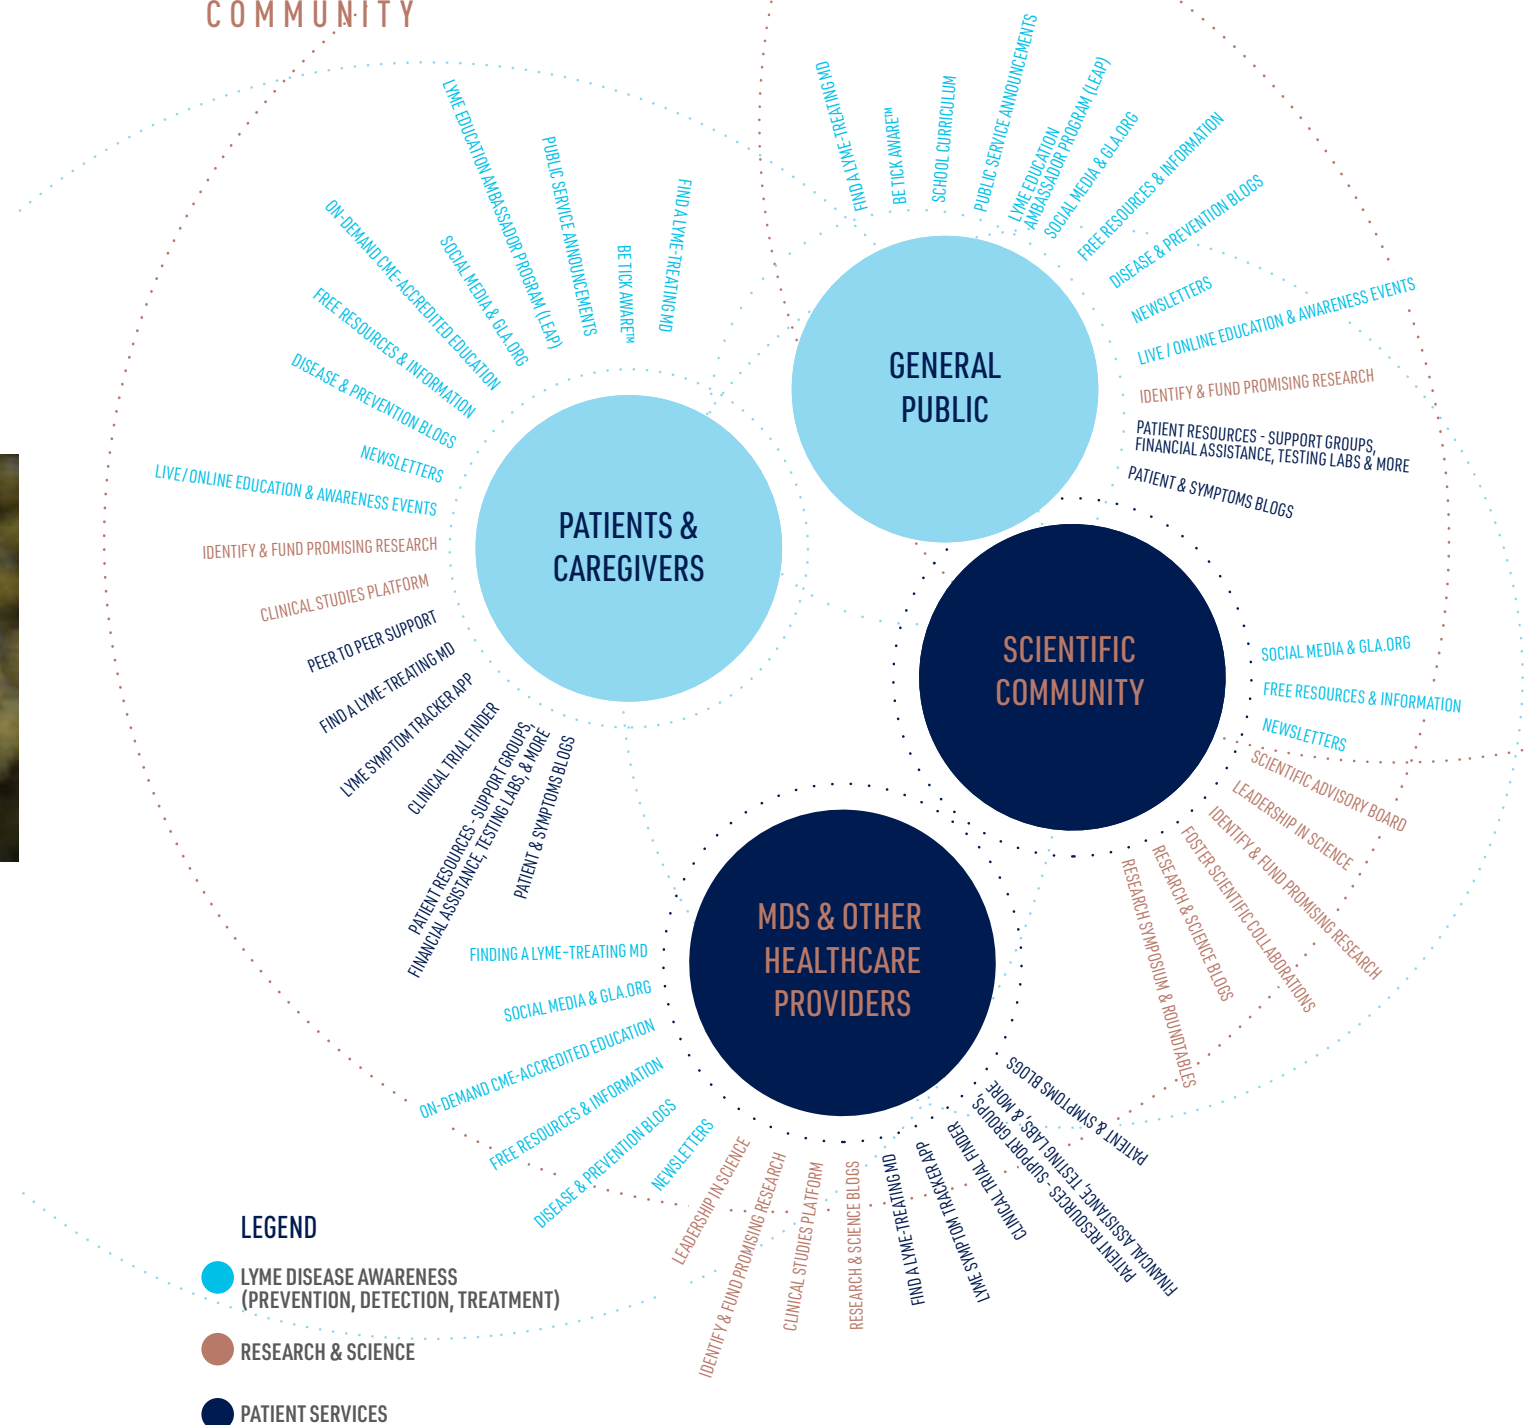 COMMUNITY
LYME EDUCATION AMBASSADOR PROGRAM (LEAP)
PUBLIC SERVICE ANNOUNCEMENTS
BE TICK AWARE™
FIND A LYME-TREATING MD
ON-DEMAND CME-ACCREDITED EDUCATION
SOCIAL MEDIA & GLA.ORG
FREE RESOURCES & INFORMATION
DISEASE & PREVENTION BLOGS
NEWSLETTERS
LIVE / ONLINE EDUCATION & AWARENESS EVENTS
IDENTIFY & FUND PROMISING RESEARCH
CLINICAL STUDIES PLATFORM
PEER TO PEER SUPPORT
FIND A LYME-TREATING MD
LYME SYMPTOM TRACKER APP
CLINICAL TRIAL FINDER
PATIENT RESOURCES - SUPPORT GROUPS,
FINANCIAL ASSISTANCE, TESTING LABS, & MORE
PATIENT & SYMPTOMS BLOGS
PATIENTS &
CAREGIVERS
FIND A LYME-TREATING MD
BE TICK AWARE™
SCHOOL CURRICULUM
PUBLIC SERVICE ANNOUNCEMENTS
LYME EDUCATION
AMBASSADOR PROGRAM (LEAP)
SOCIAL MEDIA & GLA.ORG
FREE RESOURCES & INFORMATION
DISEASE & PREVENTION BLOGS
NEWSLETTERS
LIVE / ONLINE EDUCATION & AWARENESS EVENTS
IDENTIFY & FUND PROMISING RESEARCH
PATIENT RESOURCES - SUPPORT GROUPS,
FINANCIAL ASSISTANCE, TESTING LABS & MORE
PATIENT & SYMPTOMS BLOGS
GENERAL
PUBLIC
SCIENTIFIC
COMMUNITY
SOCIAL MEDIA & GLA.ORG
FREE RESOURCES & INFORMATION
NEWSLETTERS
SCIENTIFIC ADVISORY BOARD
LEADERSHIP IN SCIENCE
IDENTIFY & FUND PROMISING RESEARCH
FOSTER SCIENTIFIC COLLABORATIONS
RESEARCH & SCIENCE BLOGS
RESEARCH SYMPOSIUM & ROUNDTABLES
MDS & OTHER
HEALTHCARE
PROVIDERS
FINDING A LYME-TREATING MD
SOCIAL MEDIA & GLA.ORG
ON-DEMAND CME-ACCREDITED EDUCATION
FREE RESOURCES & INFORMATION
DISEASE & PREVENTION BLOGS
NEWSLETTERS
LEADERSHIP IN SCIENCE
IDENTIFY & FUND PROMISING RESEARCH
CLINICAL STUDIES PLATFORM
RESEARCH & SCIENCE BLOGS
FIND A LYME-TREATING MD
LYME SYMPTOM TRACKER APP
CLINICAL TRIAL FINDER
PATIENT RESOURCES - SUPPORT GROUPS,
FINANCIAL ASSISTANCE, TESTING LABS, & MORE
PATIENT & SYMPTOMS BLOGS
LEGEND
LYME DISEASE AWARENESS
(PREVENTION, DETECTION, TREATMENT)
RESEARCH & SCIENCE
PATIENT SERVICES